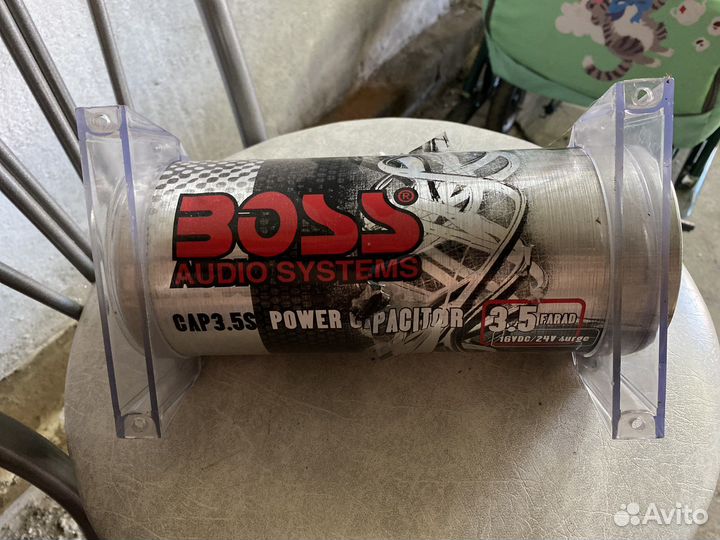 BOSS®
AUDIO SYSTEMS
CAP3.5S POWER CAPACITOR
3.5 FARAD
16VDC/24V surge
Avito